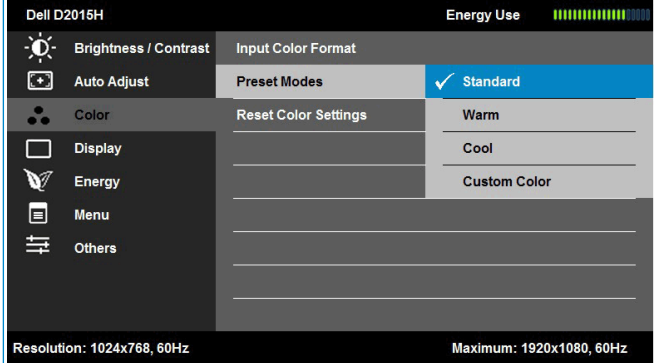 Dell D2015H Energy Use
Brightness / Contrast Input Color Format
Auto Adjust Preset Modes Standard
Color Reset Color Settings Warm
Display Cool
Energy Custom Color
Menu
Others
Resolution: 1024x768, 60Hz Maximum: 1920x1080, 60Hz